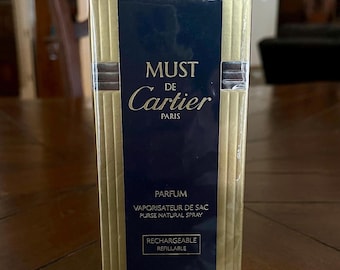 MUST
DE
Cartier
PARIS
PARFUM
VAPORISATEUR DE SAC
PURSE NATURAL SPRAY
RECHARGEABLE
REFILLABLE